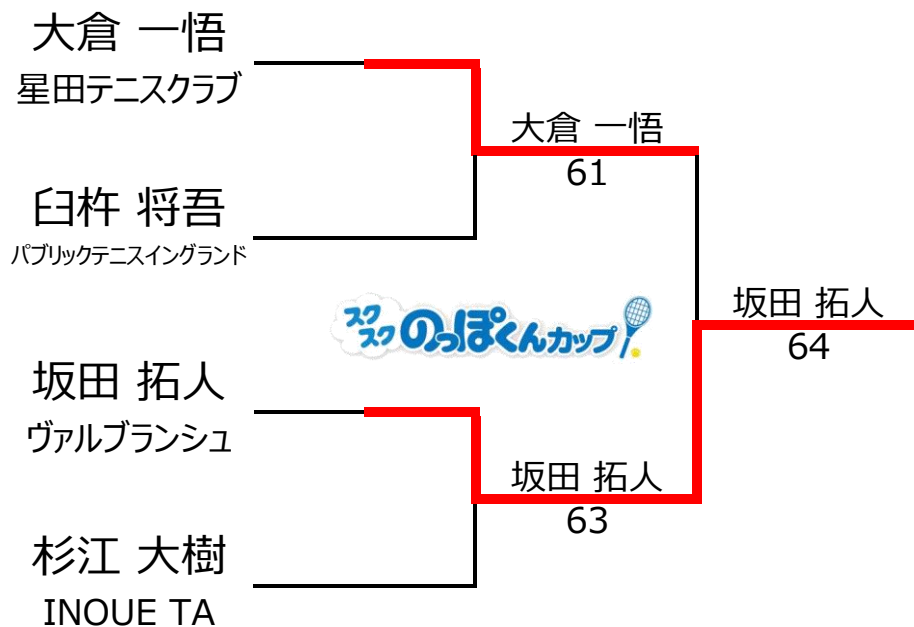 大倉 一悟
星田テニスクラブ
大倉 一悟
61
臼杵 将吾
パブリックテニスイングランド
スク
スク のっぽくんカップ
坂田 拓人
64
坂田 拓人
ヴァルブランシュ
坂田 拓人
63
杉江 大樹
INOUE TA